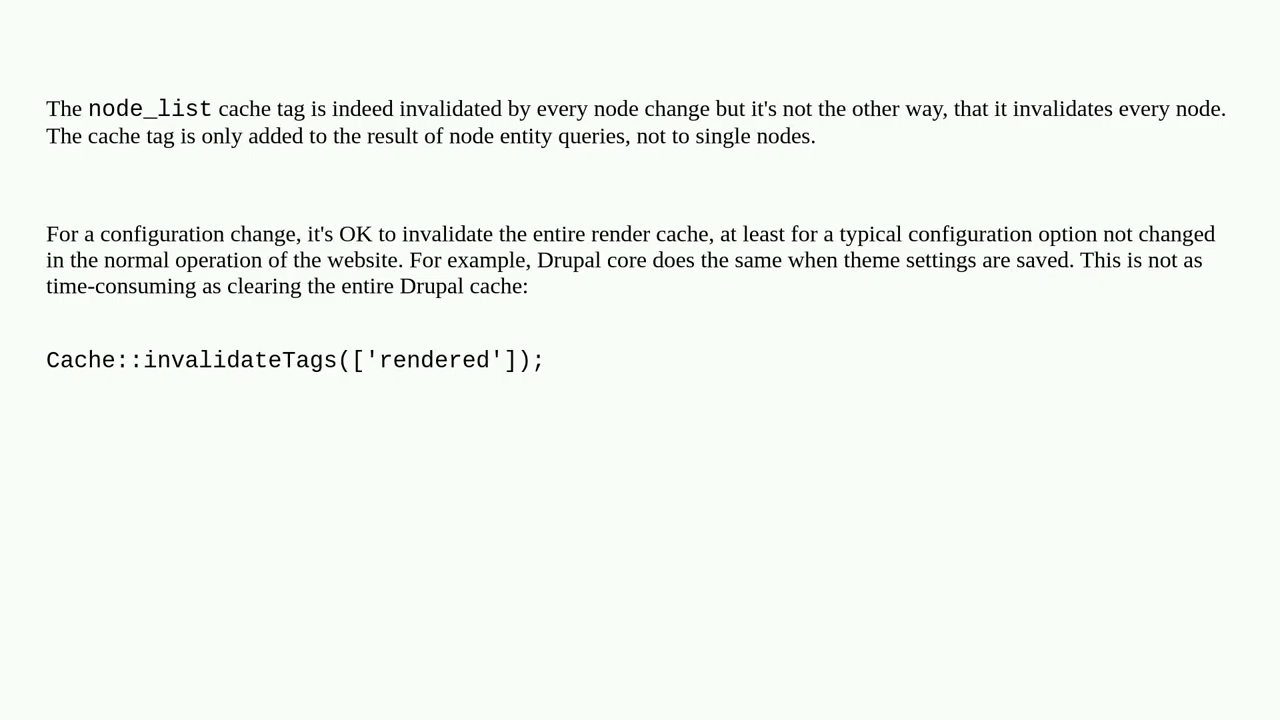 The node_list cache tag is indeed invalidated by every node change but it's not the other way, that it invalidates every node.
The cache tag is only added to the result of node entity queries, not to single nodes.
For a configuration change, it's OK to invalidate the entire render cache, at least for a typical configuration option not changed
in the normal operation of the website. For example, Drupal core does the same when theme settings are saved. This is not as
time-consuming as clearing the entire Drupal cache:
Cache::invalidateTags(['rendered']);